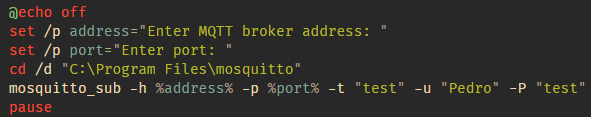 @echo off
set /p address="Enter MQTT broker address: "
set /p port="Enter port: "
cd /d "C:\Program Files\mosquitto"
mosquitto_sub -h %address% -p %port% -t "test" -u "Pedro" -P "test"
pause